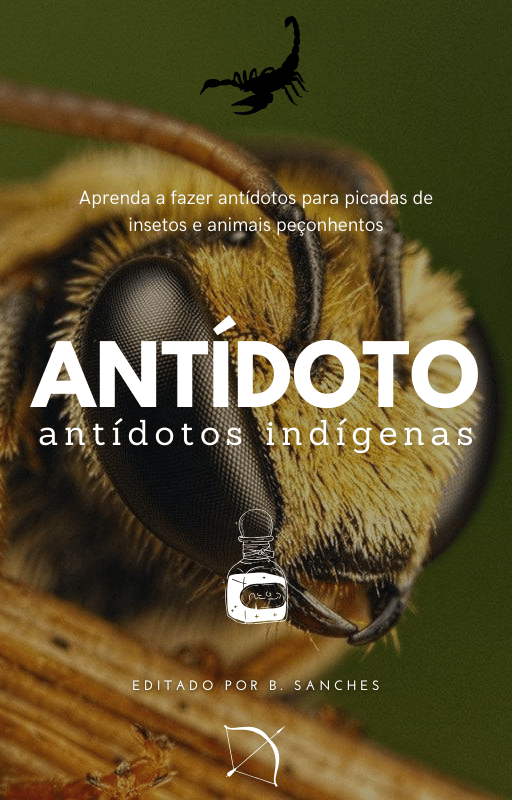 Aprenda a fazer antídotos para picadas de
insetos e animais peçonhentos
ANTÍDOTO
antídotos indígenas
EDITADO POR B. SANCHES